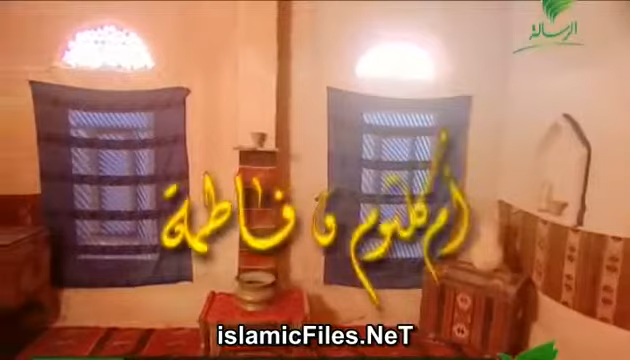 الرسالة
أم كلثوم و فاطمة
islamicFiles.NeT